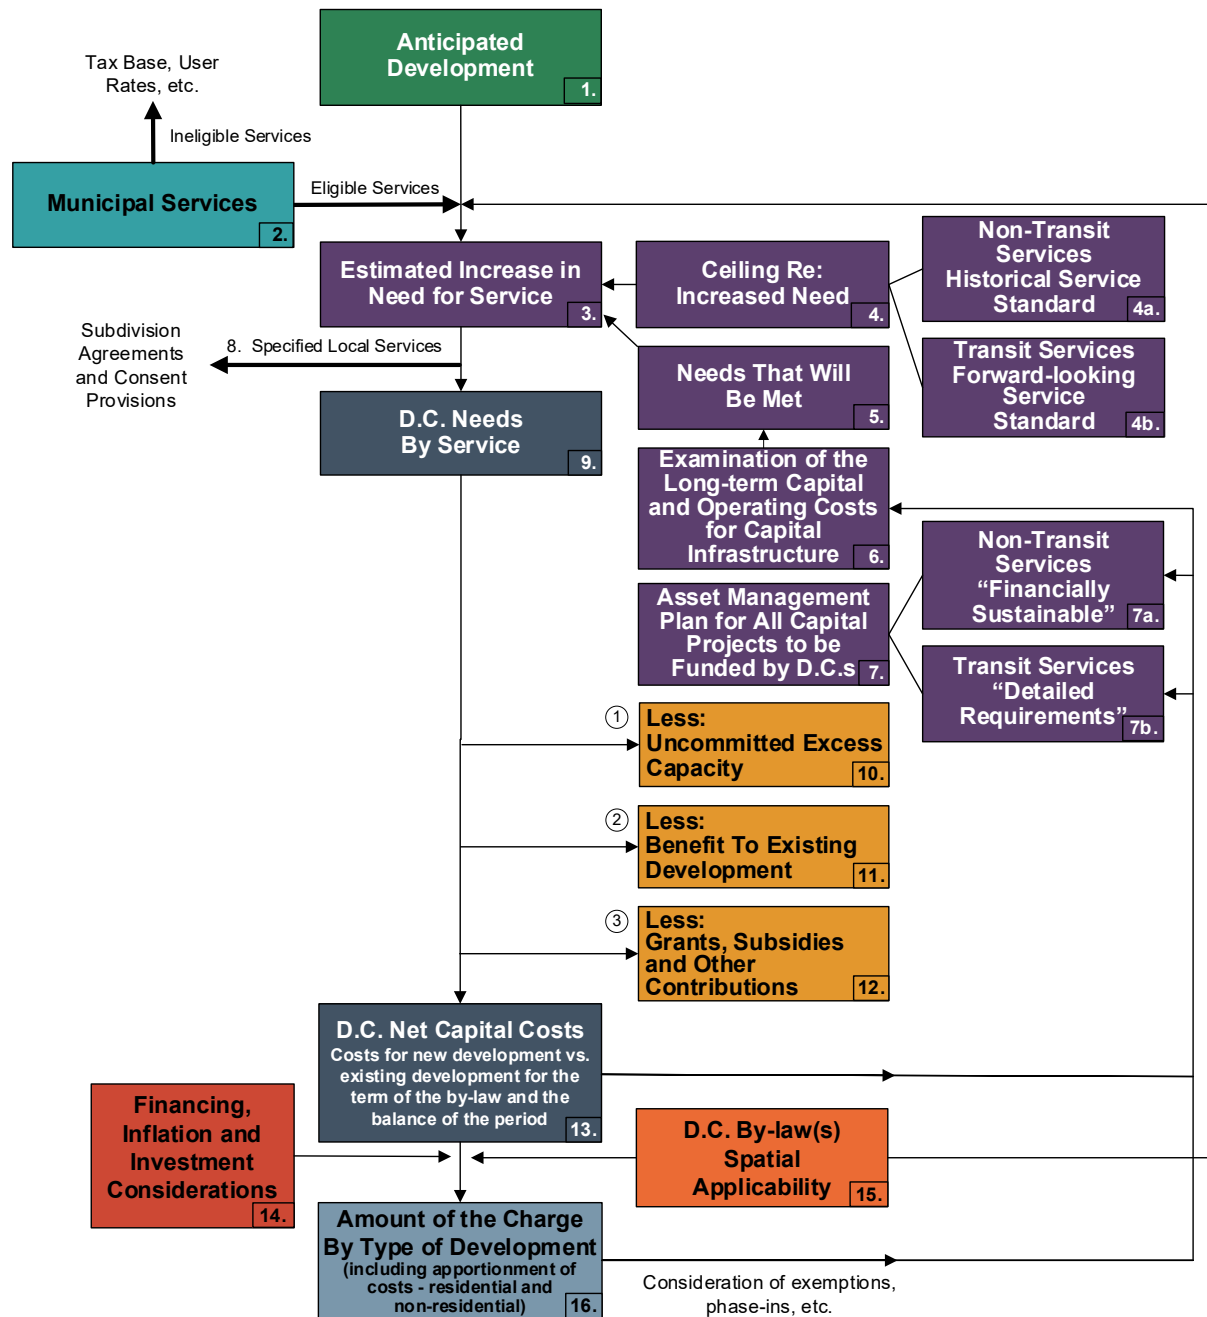 Anticipated
Development
1.
Tax Base, User
Rates, etc.
Ineligible Services
Municipal Services
2.
Eligible Services
Estimated Increase in
Need for Service
3.
Ceiling Re:
Increased Need
4.
Non-Transit
Services
Historical Service
Standard
4a.
Transit Services
Forward-looking
Service
Standard
4b.
Subdivision
Agreements
and Consent
Provisions
8. Specified Local Services
Needs That Will
Be Met
5.
D.C. Needs
By Service
9.
Examination of the
Long-term Capital
and Operating Costs
for Capital
Infrastructure
6.
Asset Management
Plan for All Capital
Projects to be
Funded by D.C.s
7.
Non-Transit
Services
“Financially
Sustainable”
7a.
Transit Services
“Detailed
Requirements”
7b.
1
Less:
Uncommitted Excess
Capacity
10.
2
Less:
Benefit To Existing
Development
11.
3
Less:
Grants, Subsidies
and Other
Contributions
12.
D.C. Net Capital Costs
Costs for new development vs.
existing development for the
term of the by-law and the
balance of the period
13.
Financing,
Inflation and
Investment
Considerations
14.
D.C. By-law(s)
Spatial
Applicability
15.
Amount of the Charge
By Type of Development
(including apportionment of
costs - residential and
non-residential)
16.
Consideration of exemptions,
phase-ins, etc.